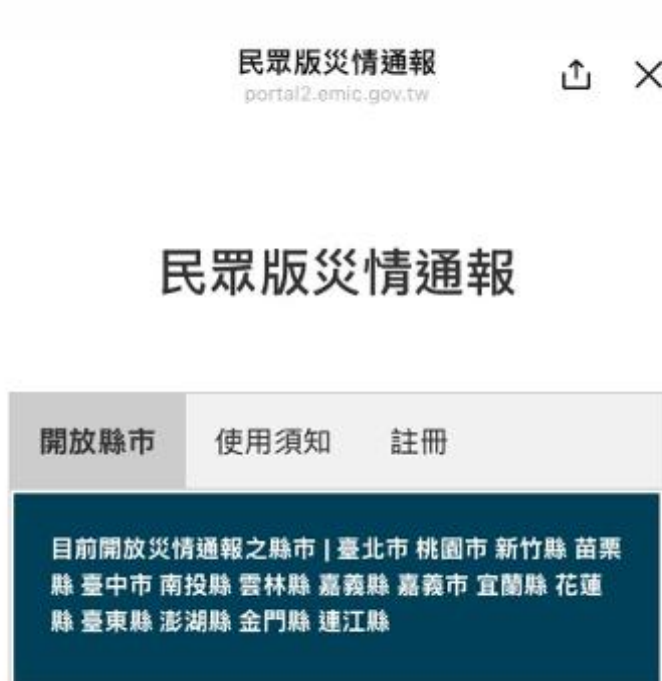 民眾版災情通報
portal2.emic.gov.tw
民眾版災情通報
開放縣市 使用須知 註冊
目前開放災情通報之縣市 | 臺北市 桃園市 新竹縣 苗栗
縣 臺中市 南投縣 雲林縣 嘉義縣 嘉義市 宜蘭縣 花蓮
縣 臺東縣 澎湖縣 金門縣 連江縣